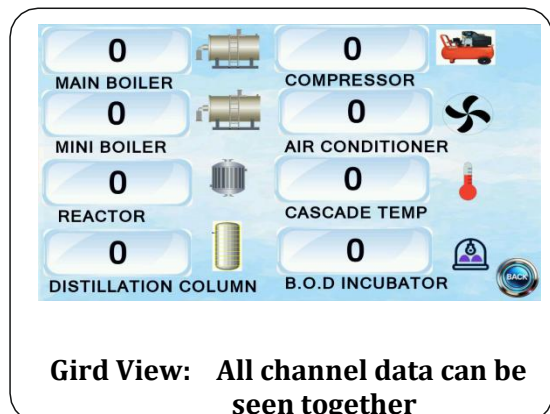 0 0
MAIN BOILER COMPRESSOR
0 0
MINI BOILER AIR CONDITIONER
0 0
REACTOR CASCADE TEMP
0 0
DISTILLATION COLUMN B.O.D INCUBATOR
BACK
Gird View: All channel data can be
seen together